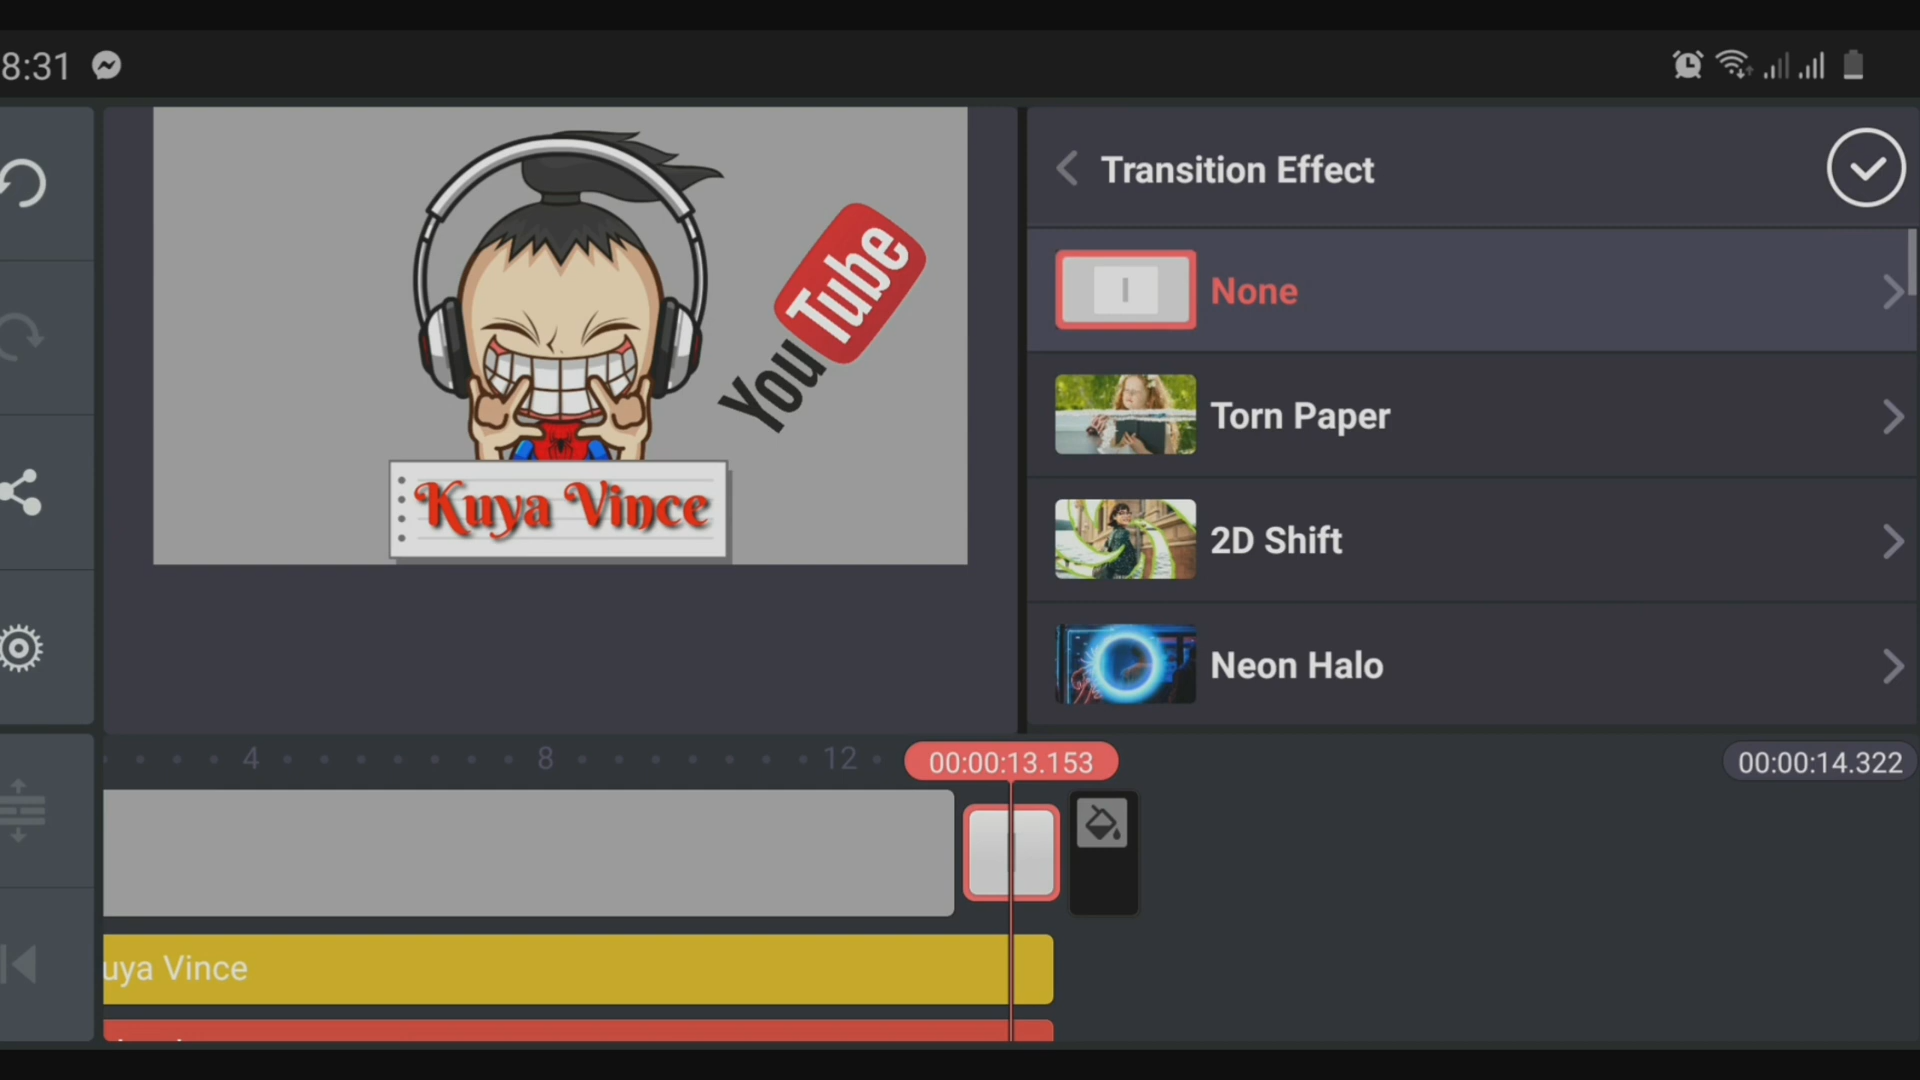 8:31
Transition Effect
None
YouTube
Torn Paper
Kuya Vince
2D Shift
Neon Halo
4
8
12
00:00:13.153
00:00:14.322
uya Vince